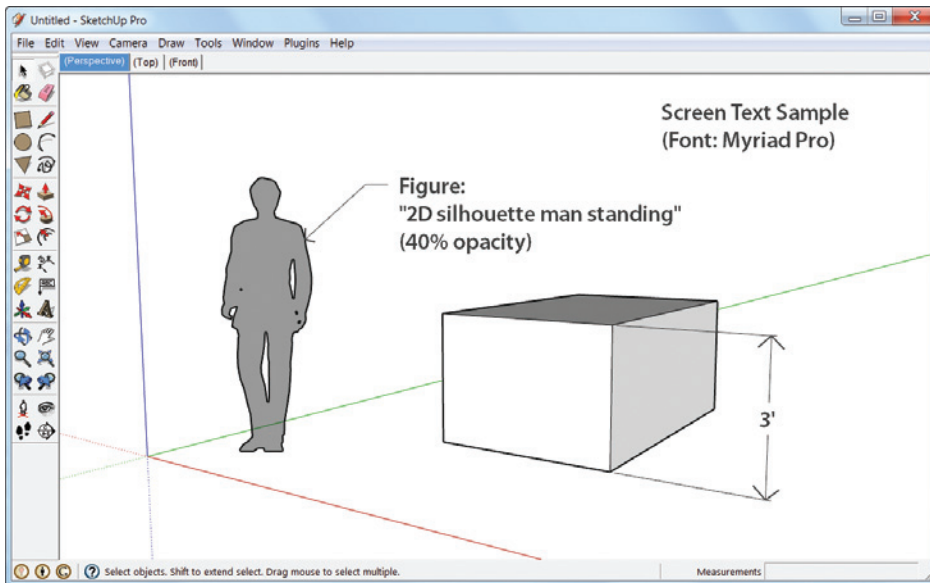 Untitled - SketchUp Pro
File Edit View Camera Draw Tools Window Plugins Help
(Perspective) (Top) (Front)
Screen Text Sample
(Font: Myriad Pro)
Figure:
"2D silhouette man standing"
(40% opacity)
3'
Select objects. Shift to extend select. Drag mouse to select multiple.
Measurements